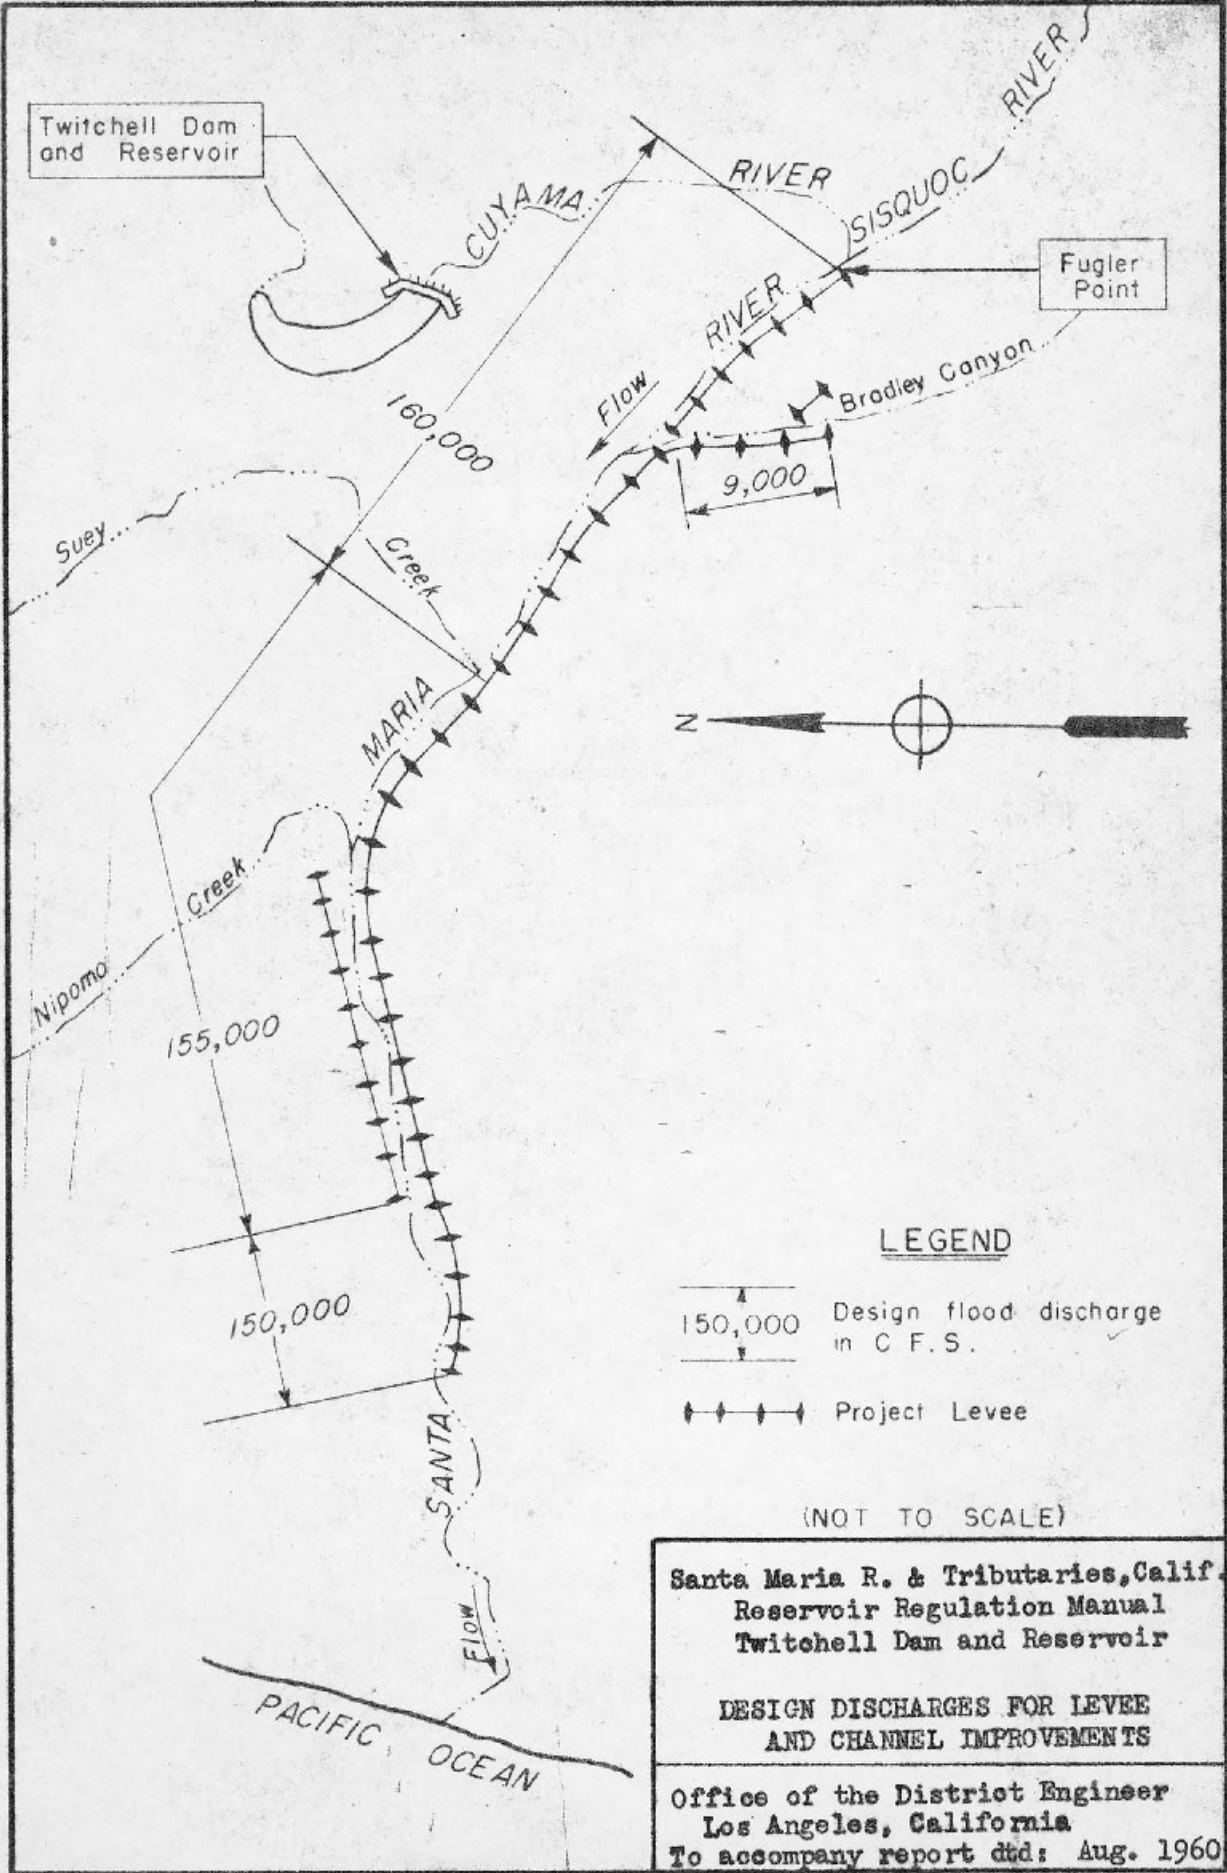 Twitchell Dam
and Reservoir
CUYAMA
RIVER
SISQUOC
RIVER
Fugler
Point
RIVER
Flow
Bradley Canyon
160,000
9,000
Suey
Creek
MARIA
N
Creek
Nipomo
155,000
150,000
LEGEND
150,000
Design flood discharge
in C F.S.
Project Levee
SANTA
(NOT TO SCALE)
Flow
PACIFIC OCEAN
Santa Maria R. & Tributaries, Calif.
Reservoir Regulation Manual
Twitchell Dam and Reservoir
DESIGN DISCHARGES FOR LEVEE
AND CHANNEL IMPROVEMENTS
Office of the District Engineer
Los Angeles, California
To accompany report dtd: Aug. 1960